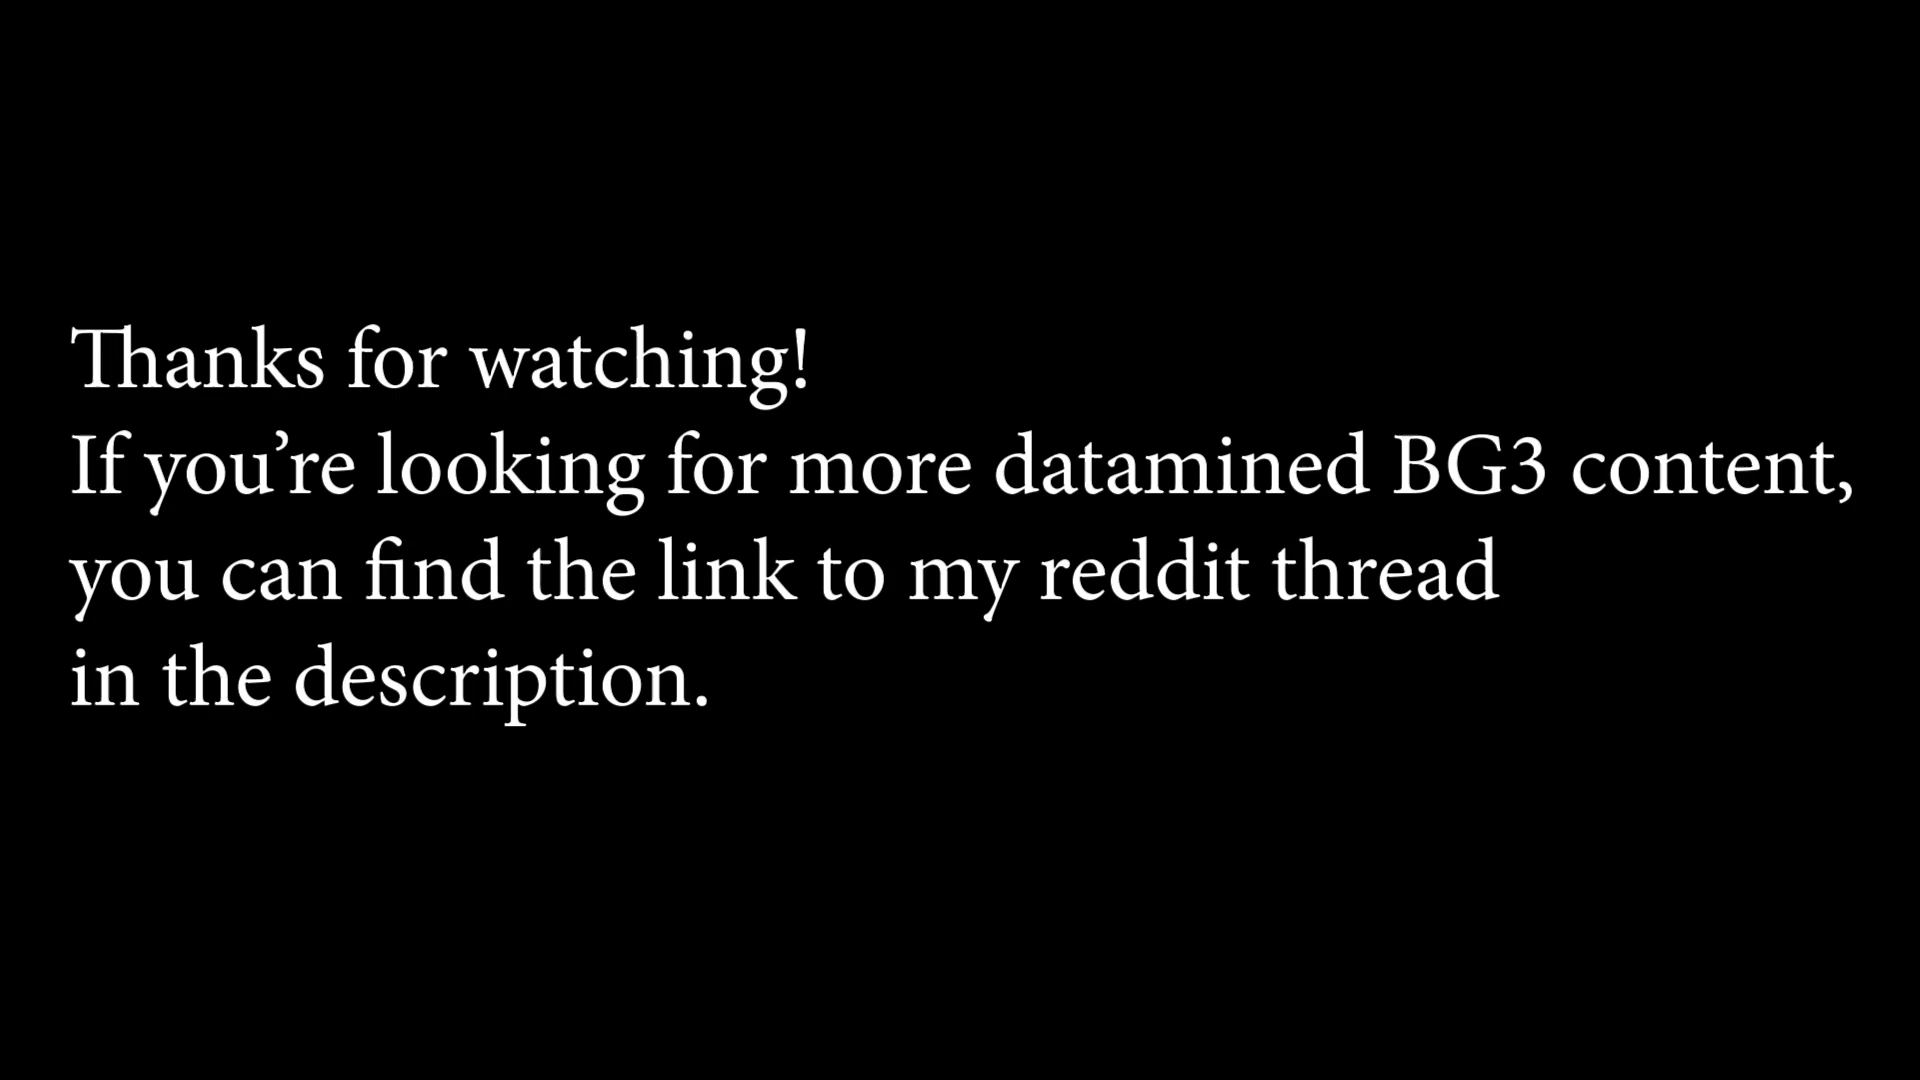 Thanks for watching!
If you’re looking for more datamined BG3 content,
you can find the link to my reddit thread
in the description.